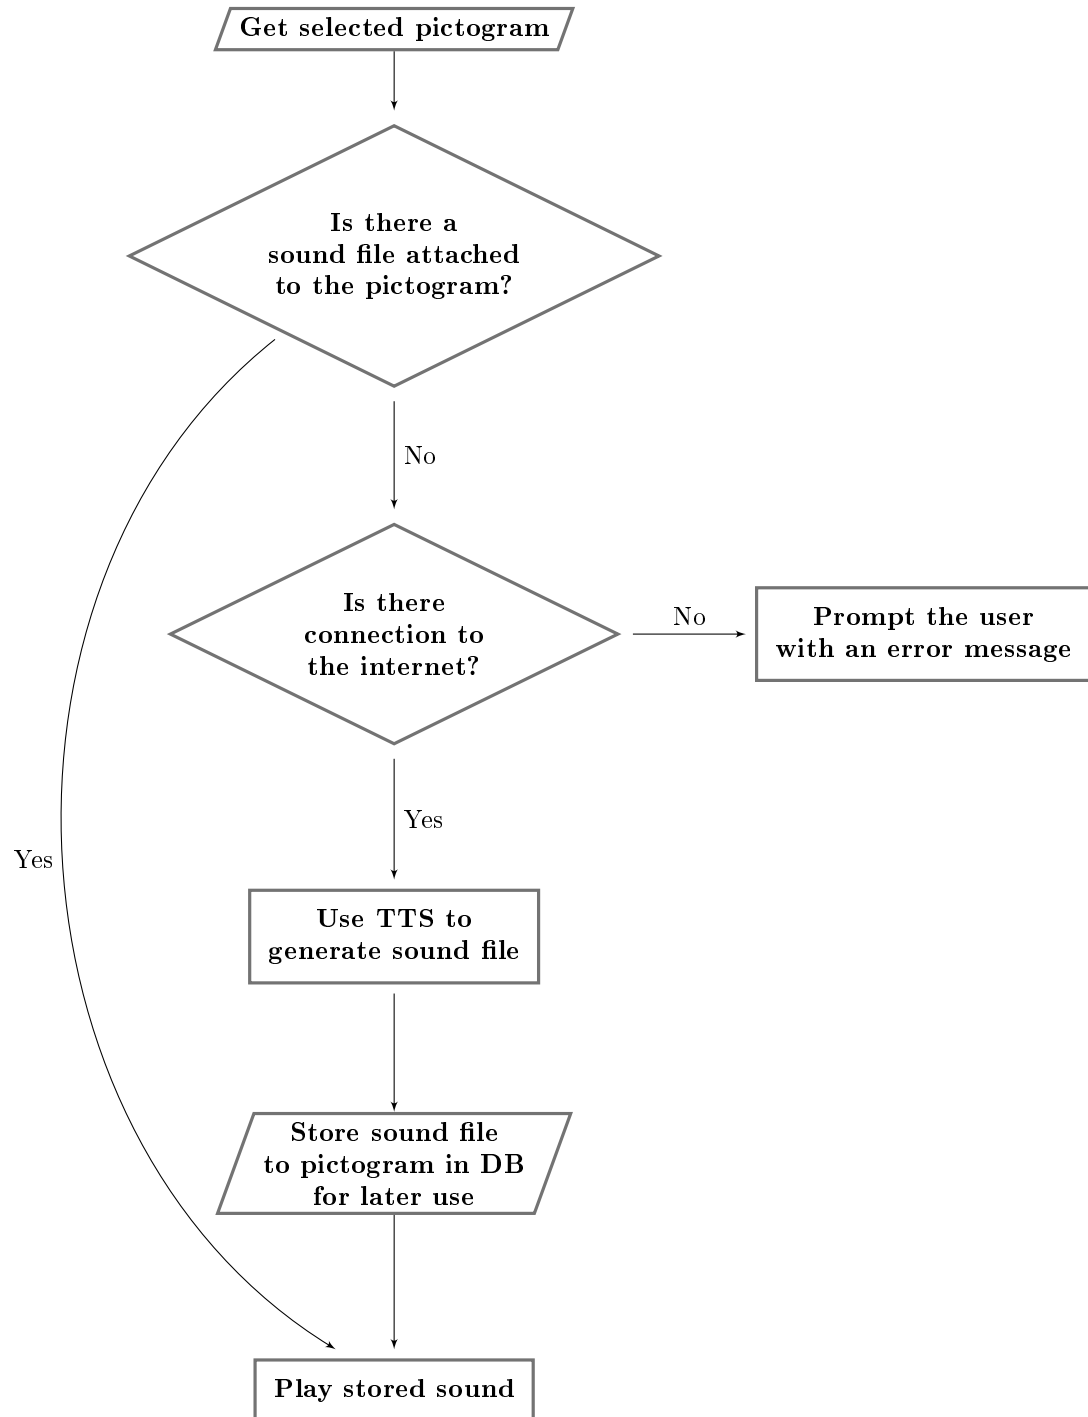 Get selected pictogram
Is there a
sound file attached
to the pictogram?
No
Is there
connection to
the internet?
No
Prompt the user
with an error message
Yes
Yes
Use TTS to
generate sound file
Store sound file
to pictogram in DB
for later use
Play stored sound